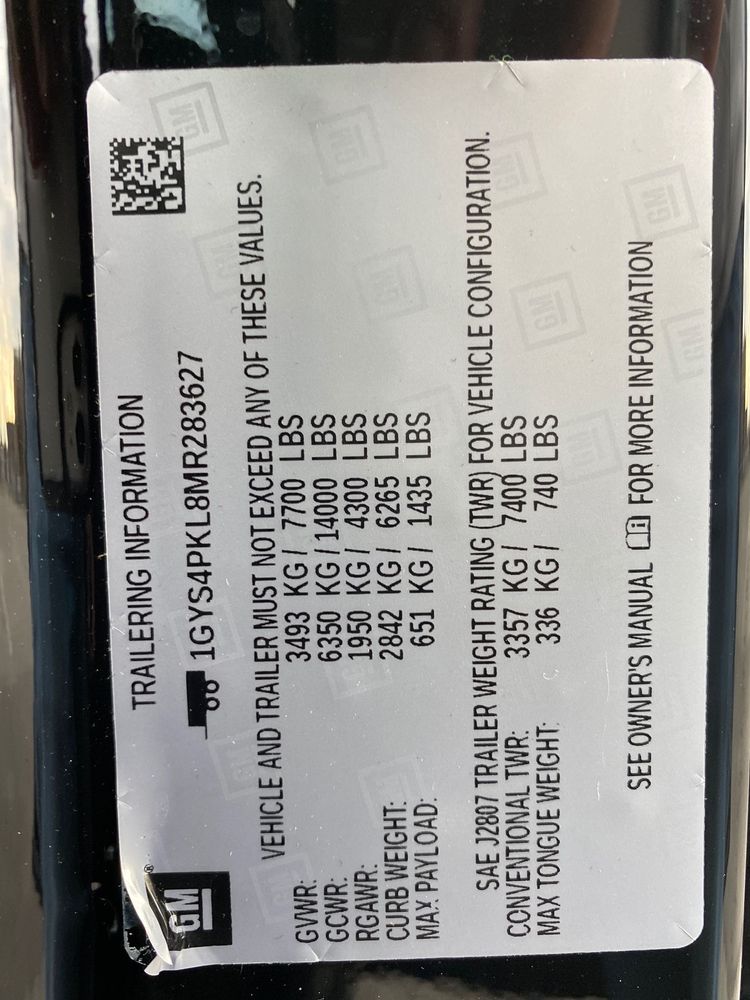 GM®
TRAILERING INFORMATION
1GYS4PKL8MR283627
VEHICLE AND TRAILER MUST NOT EXCEED ANY OF THESE VALUES.
GVWR: 3493 KG / 7700 LBS
GCWR: 6350 KG / 14000 LBS
RGAWR: 1950 KG / 4300 LBS
CURB WEIGHT: 2842 KG / 6265 LBS
MAX PAYLOAD: 651 KG / 1435 LBS
SAE J2807 TRAILER WEIGHT RATING (TWR) FOR VEHICLE CONFIGURATION.
CONVENTIONAL TWR: 3357 KG / 7400 LBS
MAX TONGUE WEIGHT: 336 KG / 740 LBS
SEE OWNER'S MANUAL FOR MORE INFORMATION